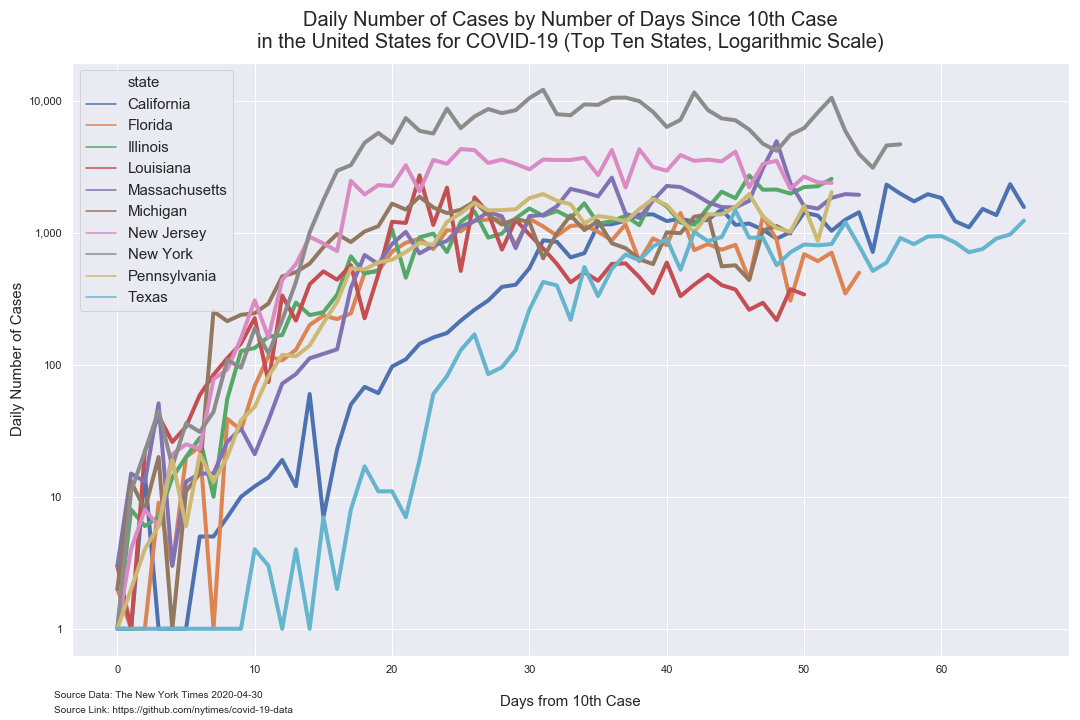 Daily Number of Cases by Number of Days Since 10th Case
in the United States for COVID-19 (Top Ten States, Logarithmic Scale)
state
California
Florida
Illinois
Louisiana
Massachusetts
Michigan
New Jersey
New York
Pennsylvania
Texas
Daily Number of Cases
10,000
1,000
100
10
1
0
10
20
30
40
50
60
Days from 10th Case
Source Data: The New York Times 2020-04-30
Source Link: https://github.com/nytimes/covid-19-data